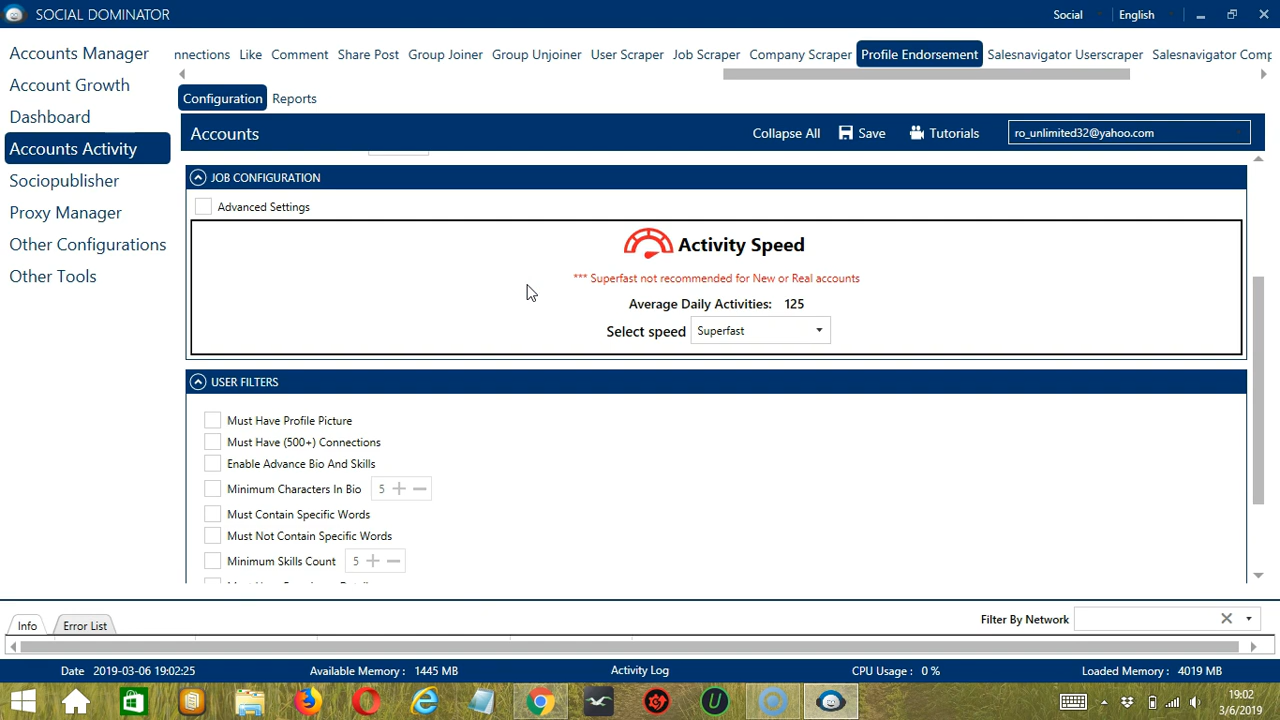 SOCIAL DOMINATOR
Social
English
Accounts Manager
Account Growth
Dashboard
Accounts Activity
Sociopublisher
Proxy Manager
Other Configurations
Other Tools
nnections Like Comment Share Post Group Joiner Group Unjoiner User Scraper Job Scraper Company Scraper Profile Endorsement Salesnavigator Userscraper Salesnavigator Comp
Configuration Reports
Accounts
Collapse All Save Tutorials ro_unlimited32@yahoo.com
JOB CONFIGURATION
Advanced Settings
Activity Speed
*** Superfast not recommended for New or Real accounts
Average Daily Activities: 125
Select speed Superfast
USER FILTERS
Must Have Profile Picture
Must Have (500+) Connections
Enable Advance Bio And Skills
Minimum Characters In Bio 5
Must Contain Specific Words
Must Not Contain Specific Words
Minimum Skills Count 5
Info Error List
Filter By Network
Date 2019-03-06 19:02:25 Available Memory : 1445 MB Activity Log CPU Usage : 0 % Loaded Memory : 4019 MB
19:02
3/6/2019